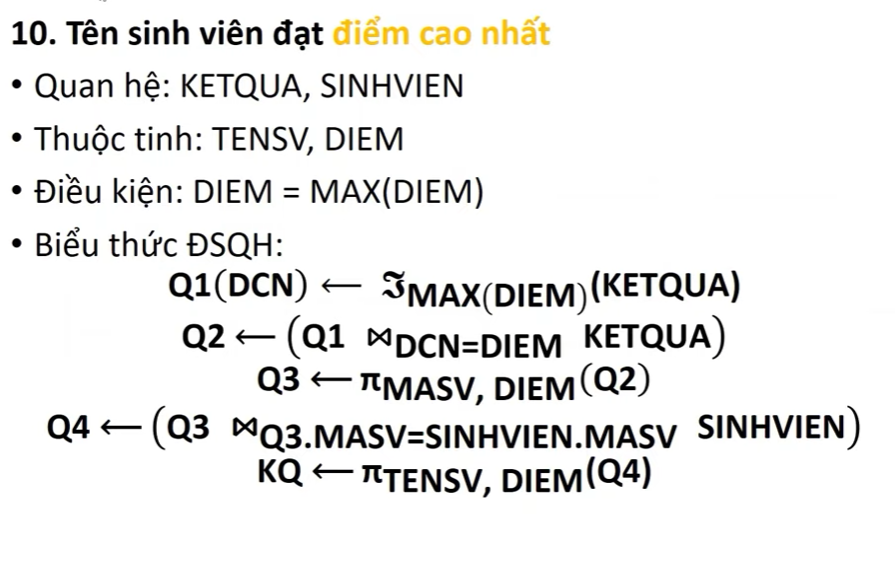 10. Tên sinh viên đạt điểm cao nhất
• Quan hệ: KETQUA, SINHVIEN
• Thuộc tinh: TENSV, DIEM
• Điều kiện: DIEM = MAX(DIEM)
• Biểu thức ĐSQH:
Q1(DCN) ⟵ ℑMAX(DIEM)(KETQUA)
Q2 ⟵ (Q1 ⋈DCN=DIEM KETQUA)
Q3 ⟵ πMASV, DIEM(Q2)
Q4 ⟵ (Q3 ⋈Q3.MASV=SINHVIEN.MASV SINHVIEN)
KQ ⟵ πTENSV, DIEM(Q4)